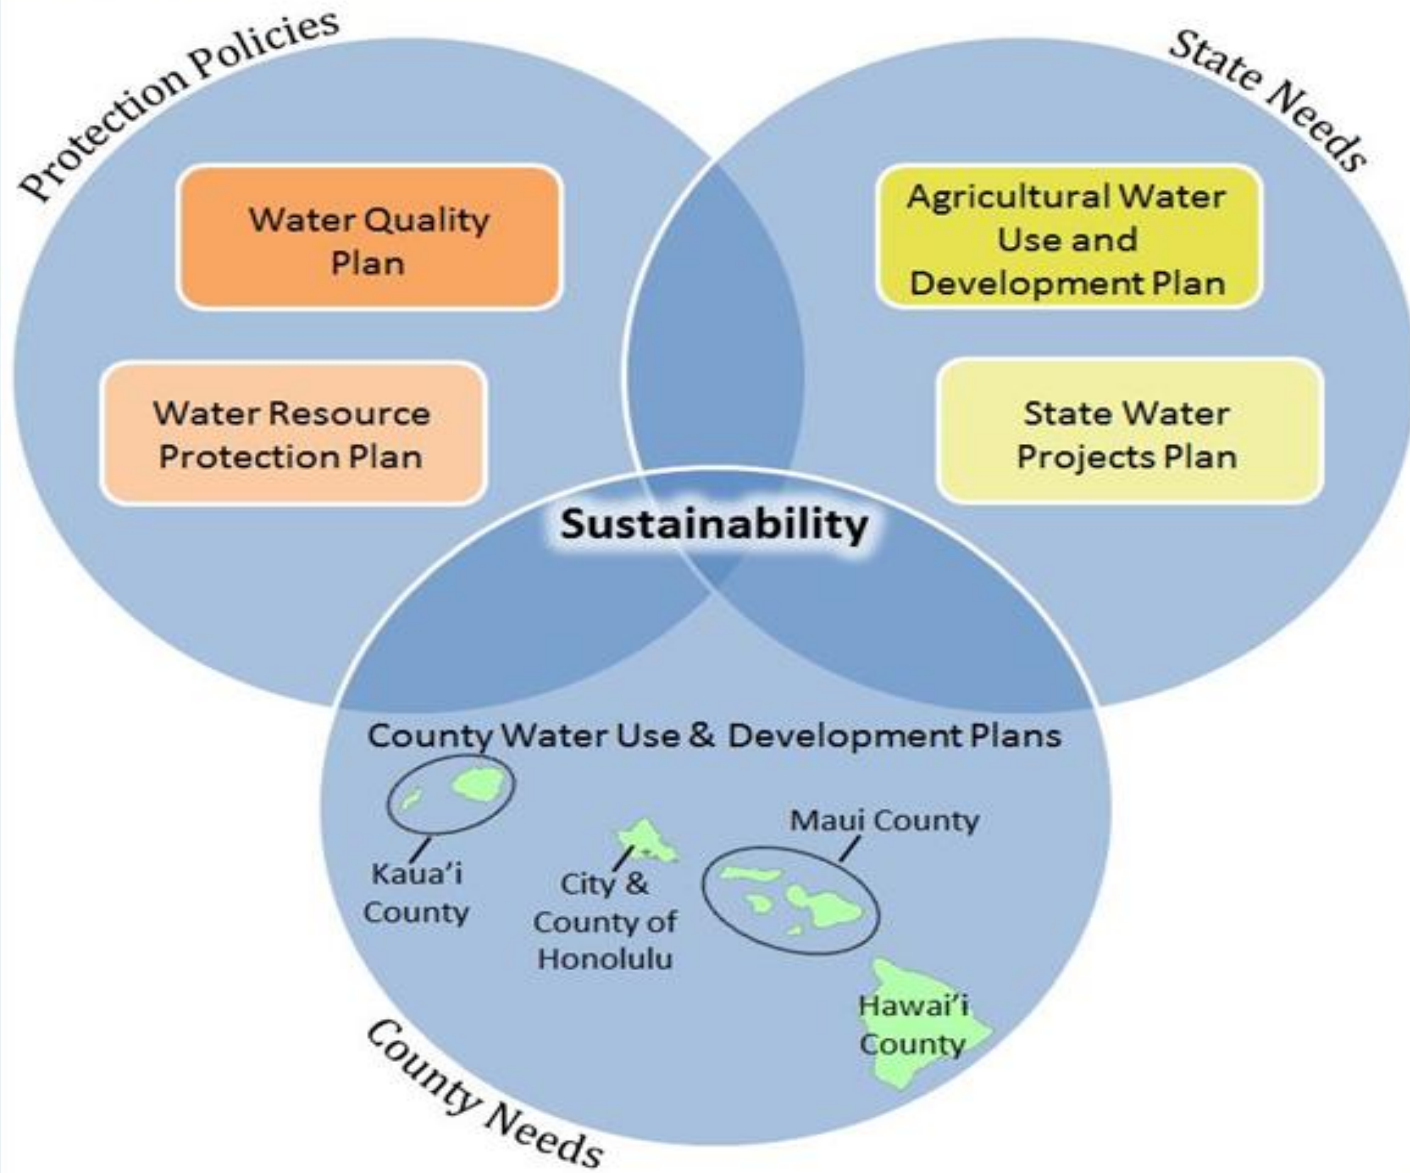 Protection Policies
State Needs
Water Quality
Plan
Agricultural Water
Use and
Development Plan
Water Resource
Protection Plan
State Water
Projects Plan
Sustainability
County Water Use & Development Plans
Maui County
Kaua’i
County
City &
County of
Honolulu
Hawai’i
County
County Needs